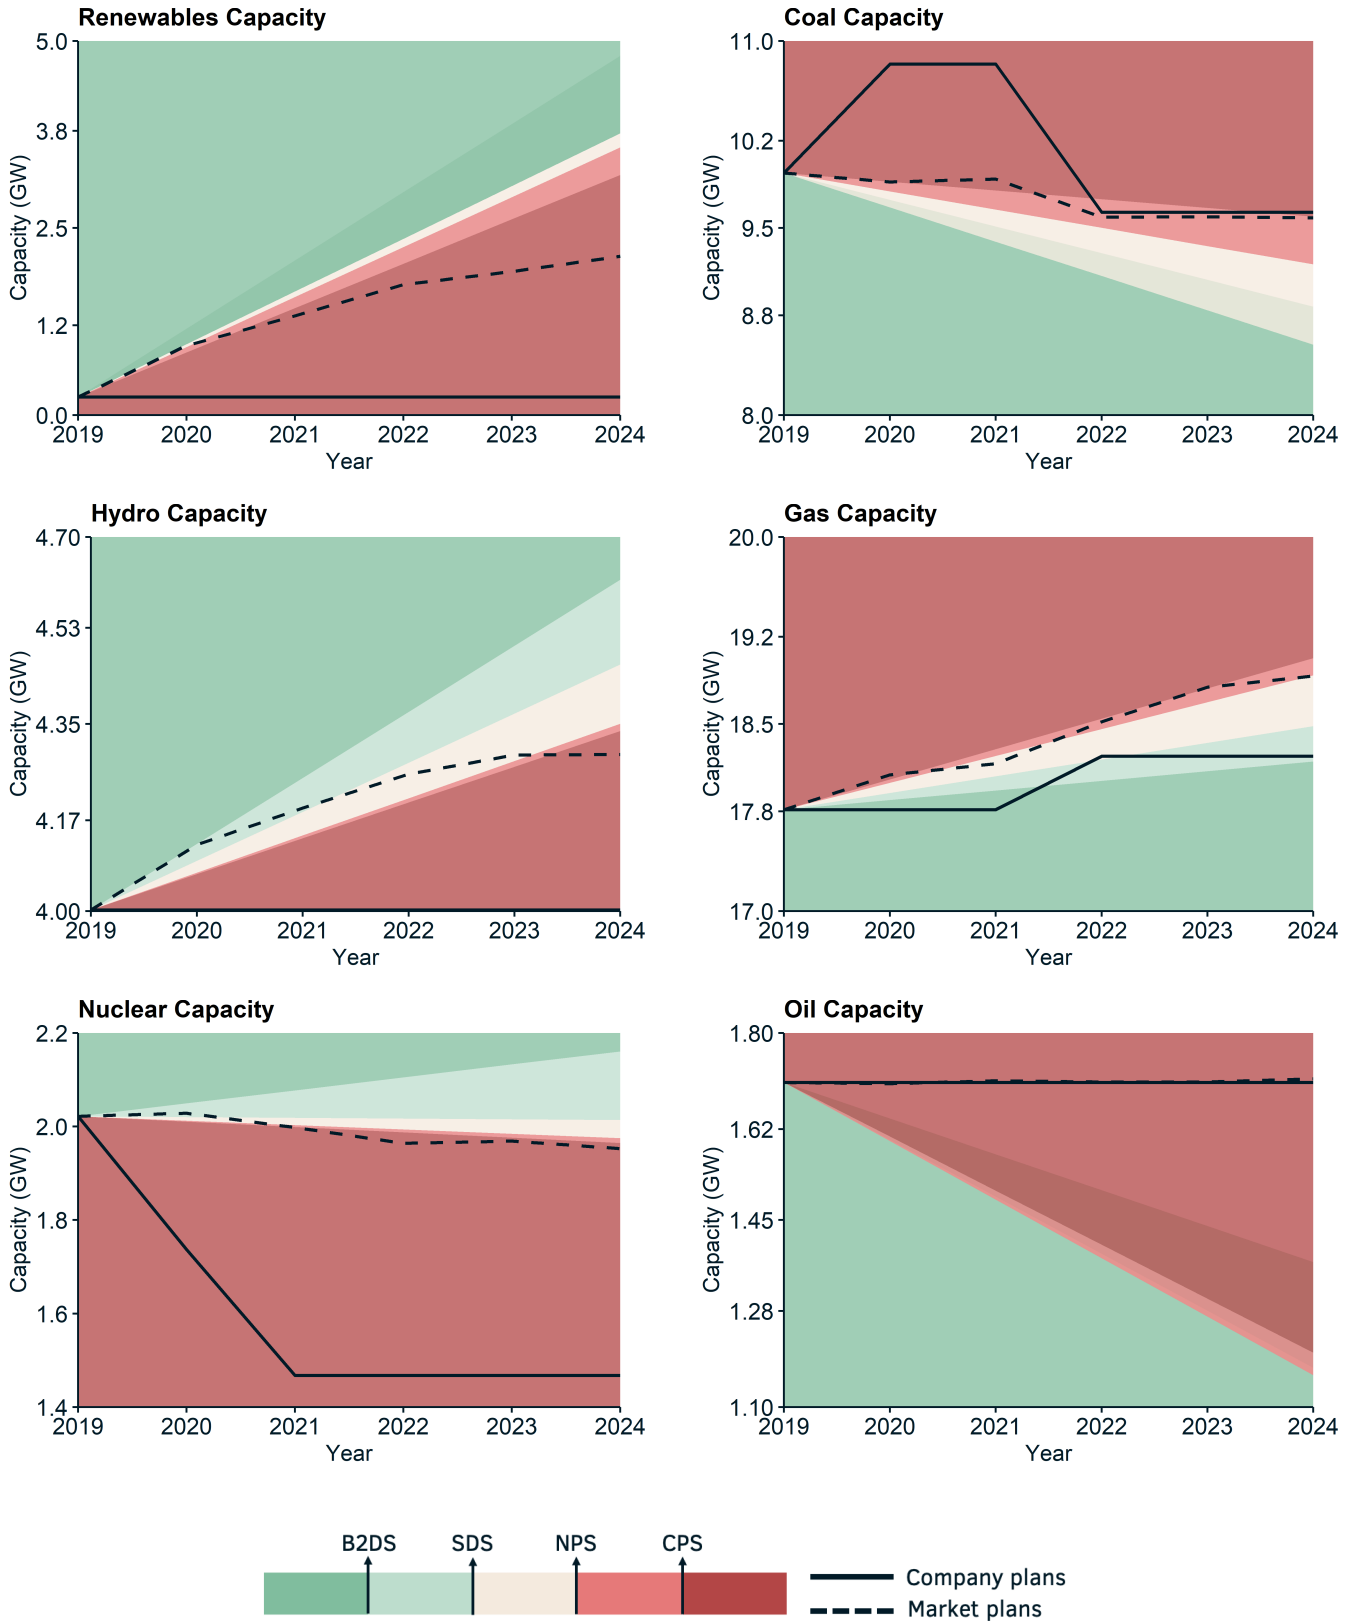 Renewables Capacity
Capacity (GW)
5.0
3.8
2.5
1.2
0.0
2019 2020 2021 2022 2023 2024
Year
Coal Capacity
Capacity (GW)
11.0
10.2
9.5
8.8
8.0
2019 2020 2021 2022 2023 2024
Year
Hydro Capacity
Capacity (GW)
4.70
4.53
4.35
4.17
4.00
2019 2020 2021 2022 2023 2024
Year
Gas Capacity
Capacity (GW)
20.0
19.2
18.5
17.8
17.0
2019 2020 2021 2022 2023 2024
Year
Nuclear Capacity
Capacity (GW)
2.2
2.0
1.8
1.6
1.4
2019 2020 2021 2022 2023 2024
Year
Oil Capacity
Capacity (GW)
1.80
1.62
1.45
1.28
1.10
2019 2020 2021 2022 2023 2024
Year
B2DS SDS NPS CPS
Company plans
Market plans